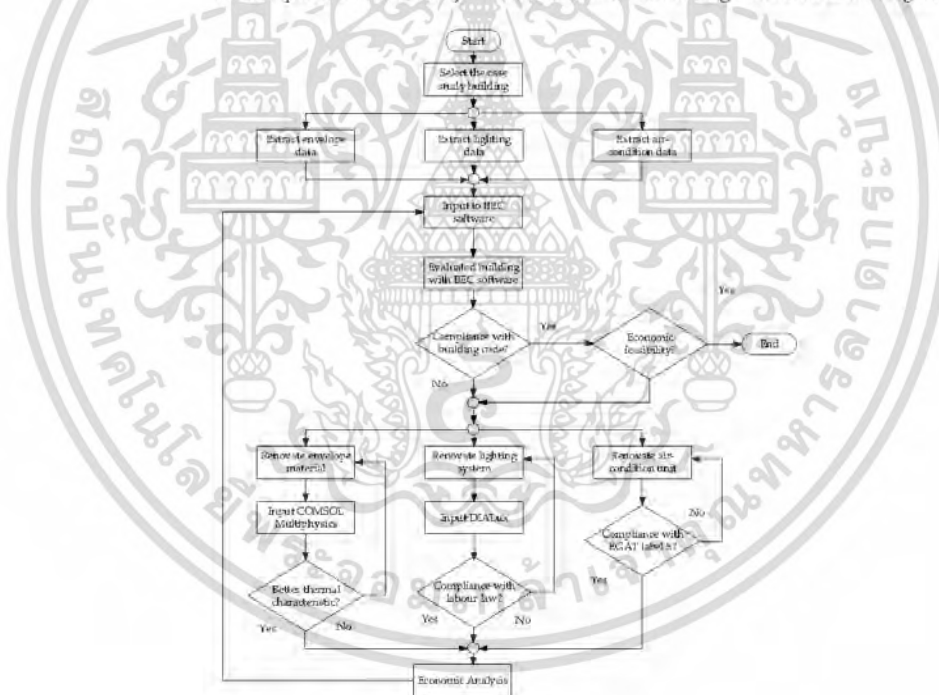 Start
Select the case
study building
Extract envelope
data
Extract lighting
data
Extract air-
condition data
Input to BEC
software
Evaluated building
with BEC software
Compliance with
building code?
Yes
Economic
feasibility?
Yes
End
No
Renovate envelope
material
Renovate lighting
system
Renovate air-
condition unit
Input COMSOL
Multiphysics
Input DIALux
Compliance with
EGAT label 5?
No
Better thermal
characteristic?
Compliance with
labour law?
Yes
Yes
No
Yes
No
Economic Analysis